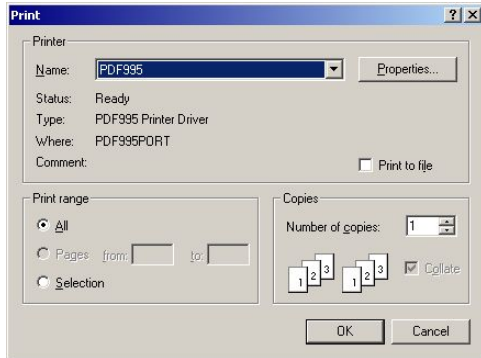 Print
Printer
Name: PDF995 Properties...
Status: Ready
Type: PDF995 Printer Driver
Where: PDF995PORT
Comment: Print to file
Print range
All
Pages from: to:
Selection
Copies
Number of copies: 1
1 2 3 1 2 3 Collate
OK Cancel